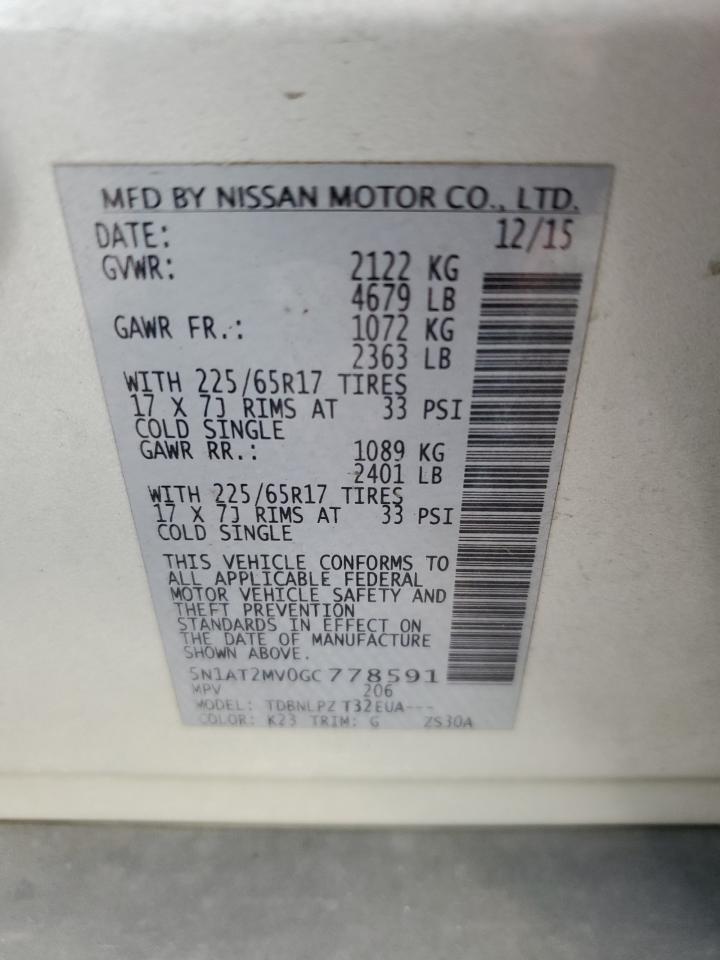 MFD BY NISSAN MOTOR CO., LTD.
DATE: 12/15
GVWR: 2122 KG
4679 LB
GAWR FR.: 1072 KG
2363 LB
WITH 225/65R17 TIRES
17 X 7J RIMS AT 33 PSI
COLD SINGLE
GAWR RR.: 1089 KG
2401 LB
WITH 225/65R17 TIRES
17 X 7J RIMS AT 33 PSI
COLD SINGLE
THIS VEHICLE CONFORMS TO
ALL APPLICABLE FEDERAL
MOTOR VEHICLE SAFETY AND
THEFT PREVENTION
STANDARDS IN EFFECT ON
THE DATE OF MANUFACTURE
SHOWN ABOVE.
5N1AT2MV0GC778591
MPV 206
MODEL: TDBNLPZ T32EUA---
COLOR: K23 TRIM: G ZS30A